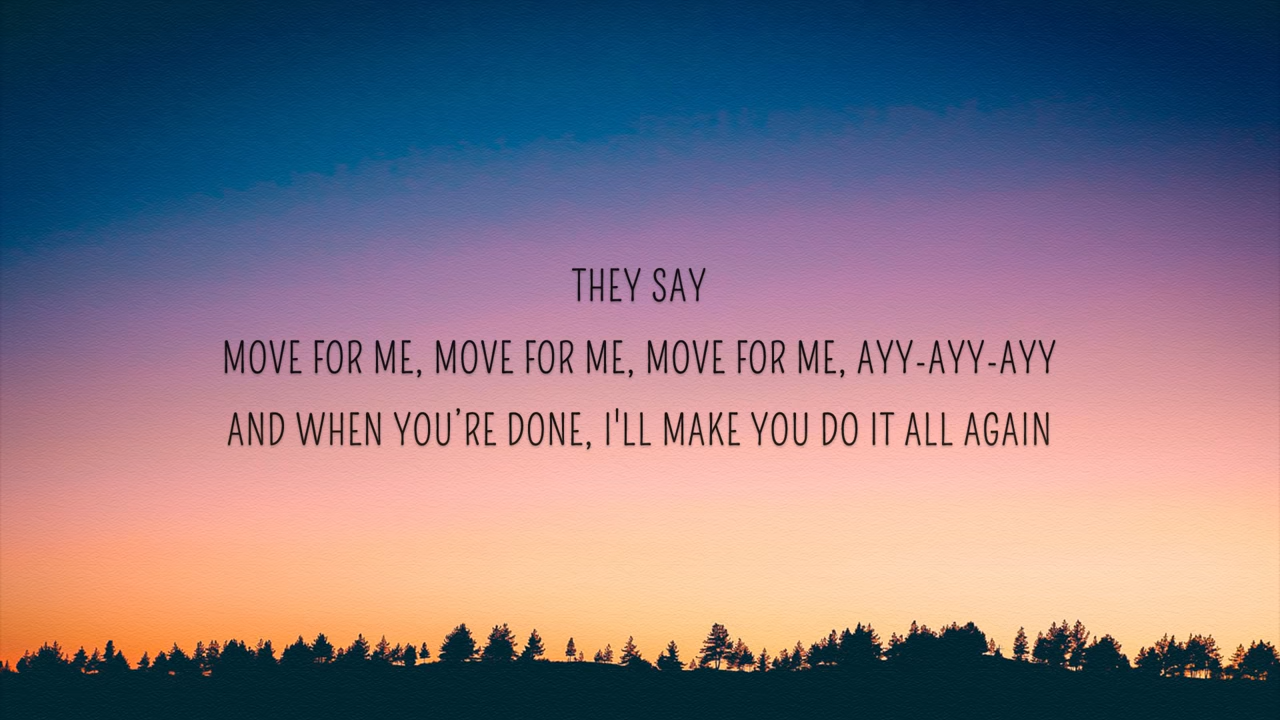 THEY SAY
MOVE FOR ME, MOVE FOR ME, MOVE FOR ME, AYY-AYY-AYY
AND WHEN YOU’RE DONE, I'LL MAKE YOU DO IT ALL AGAIN